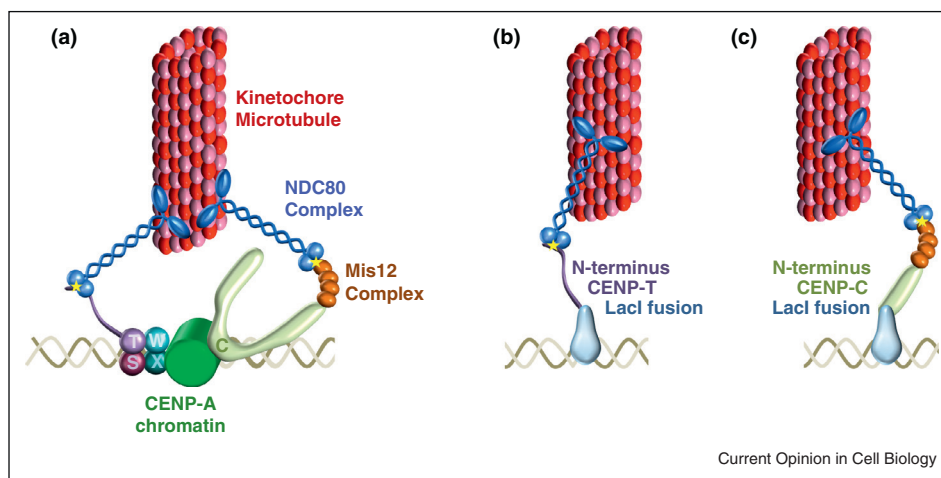 (a)
Kinetochore
Microtubule
NDC80
Complex
Mis12
Complex
T W
S X
C
CENP-A
chromatin
(b)
N-terminus
CENP-T
LacI fusion
(c)
N-terminus
CENP-C
LacI fusion
Current Opinion in Cell Biology